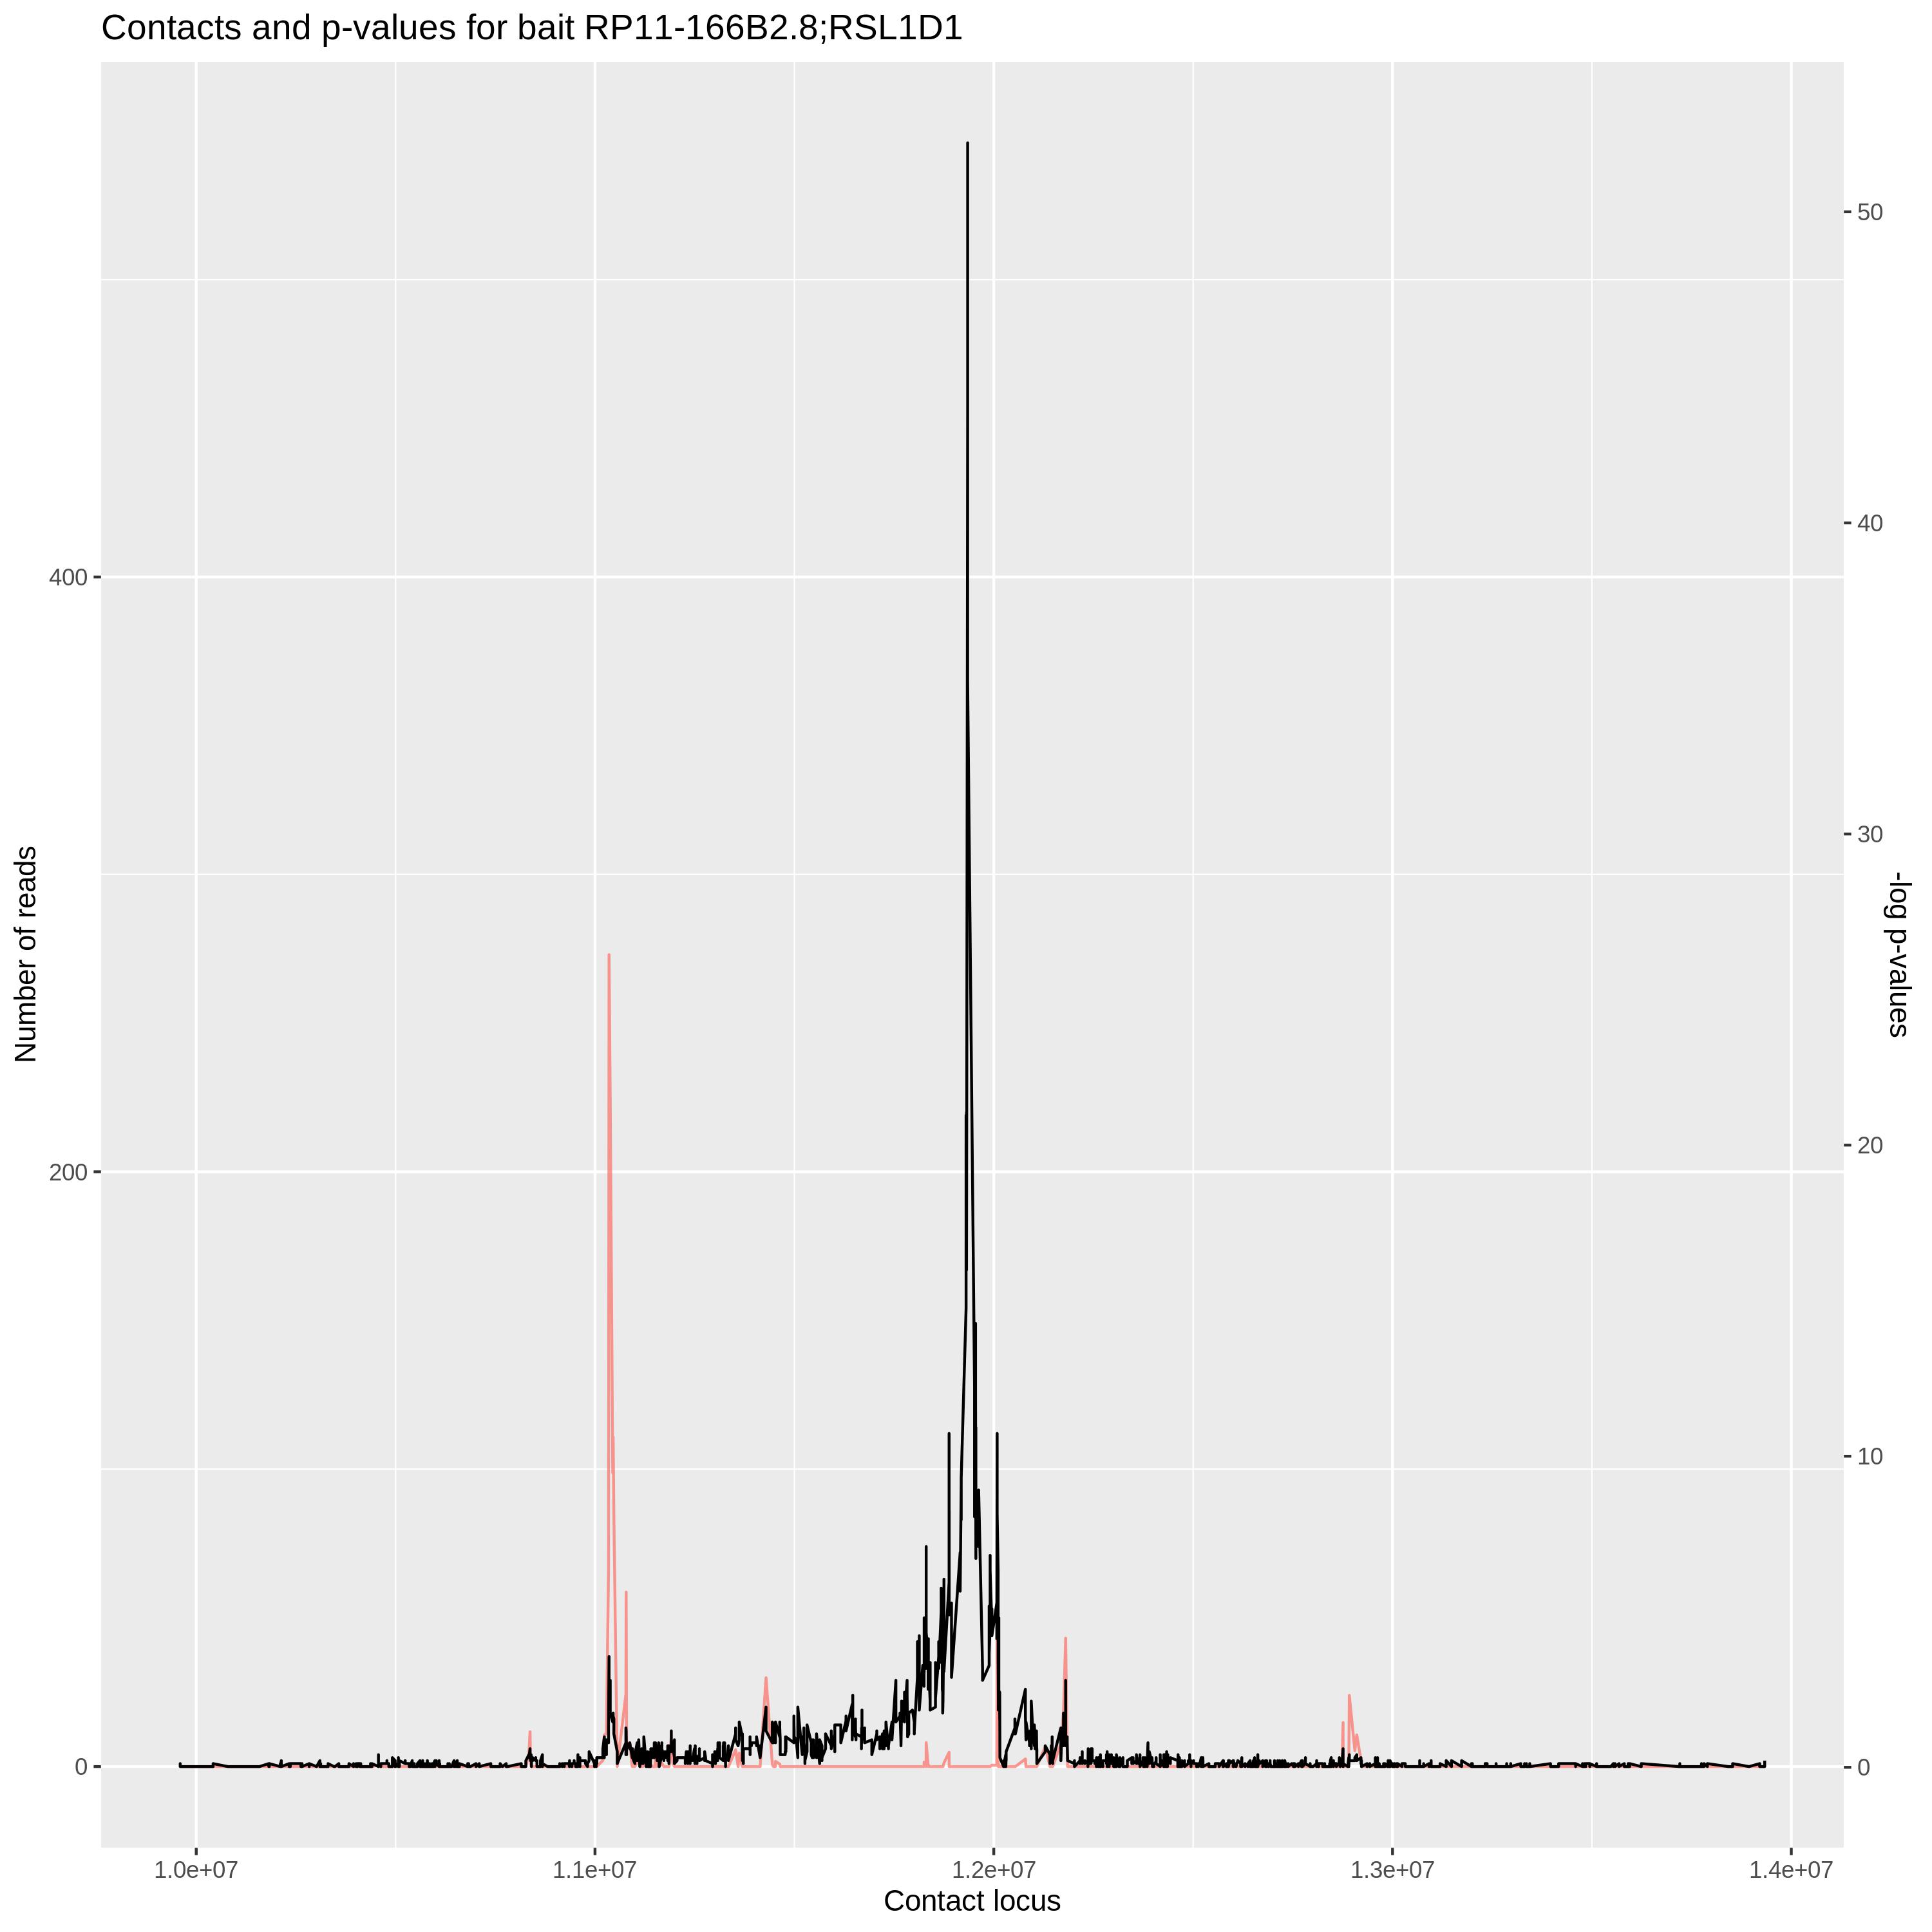 Contacts and p-values for bait RP11-166B2.8;RSL1D1
Number of reads
400
200
0
50
40
30
20
10
0
-log p-values
1.0e+07
1.1e+07
1.2e+07
1.3e+07
1.4e+07
Contact locus